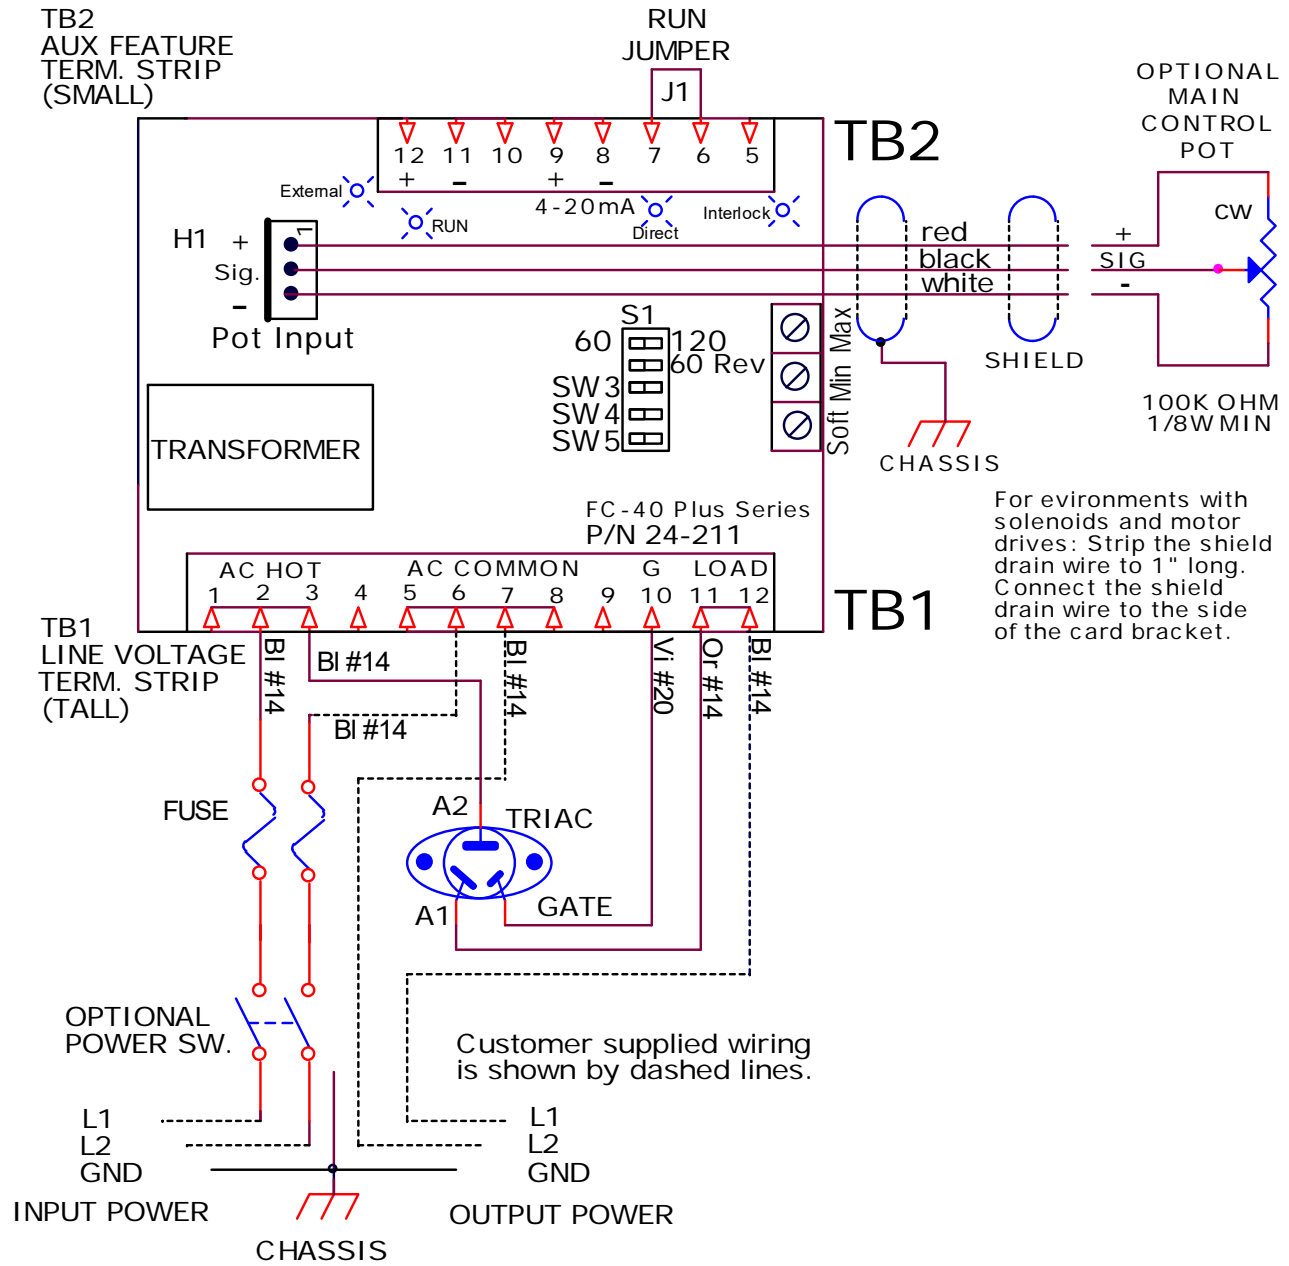 TB2
AUX FEATURE
TERM. STRIP
(SMALL)
RUN
JUMPER
J1
OPTIONAL
MAIN
CONTROL
POT
12 11 10 9 8 7 6 5
+ - + -
4-20mA
TB2
External
RUN
Direct
Interlock
H1
+
Sig.
-
1
Pot Input
red
black
white
+
SIG
-
CW
SHIELD
CHASSIS
100K OHM
1/8W MIN
S1
60 120
60 Rev
SW3
SW4
SW5
Soft Min Max
TRANSFORMER
FC-40 Plus Series
P/N 24-211
For evironments with
solenoids and motor
drives: Strip the shield
drain wire to 1" long.
Connect the shield
drain wire to the side
of the card bracket.
AC HOT AC COMMON G LOAD
1 2 3 4 5 6 7 8 9 10 11 12
TB1
TB1
LINE VOLTAGE
TERM. STRIP
(TALL)
Bl #14
Bl #14
Bl #14
Bl #14
Vi #20
Or #14
Bl #14
FUSE
A2
TRIAC
A1
GATE
OPTIONAL
POWER SW.
Customer supplied wiring
is shown by dashed lines.
L1
L2
GND
INPUT POWER
L1
L2
GND
OUTPUT POWER
CHASSIS